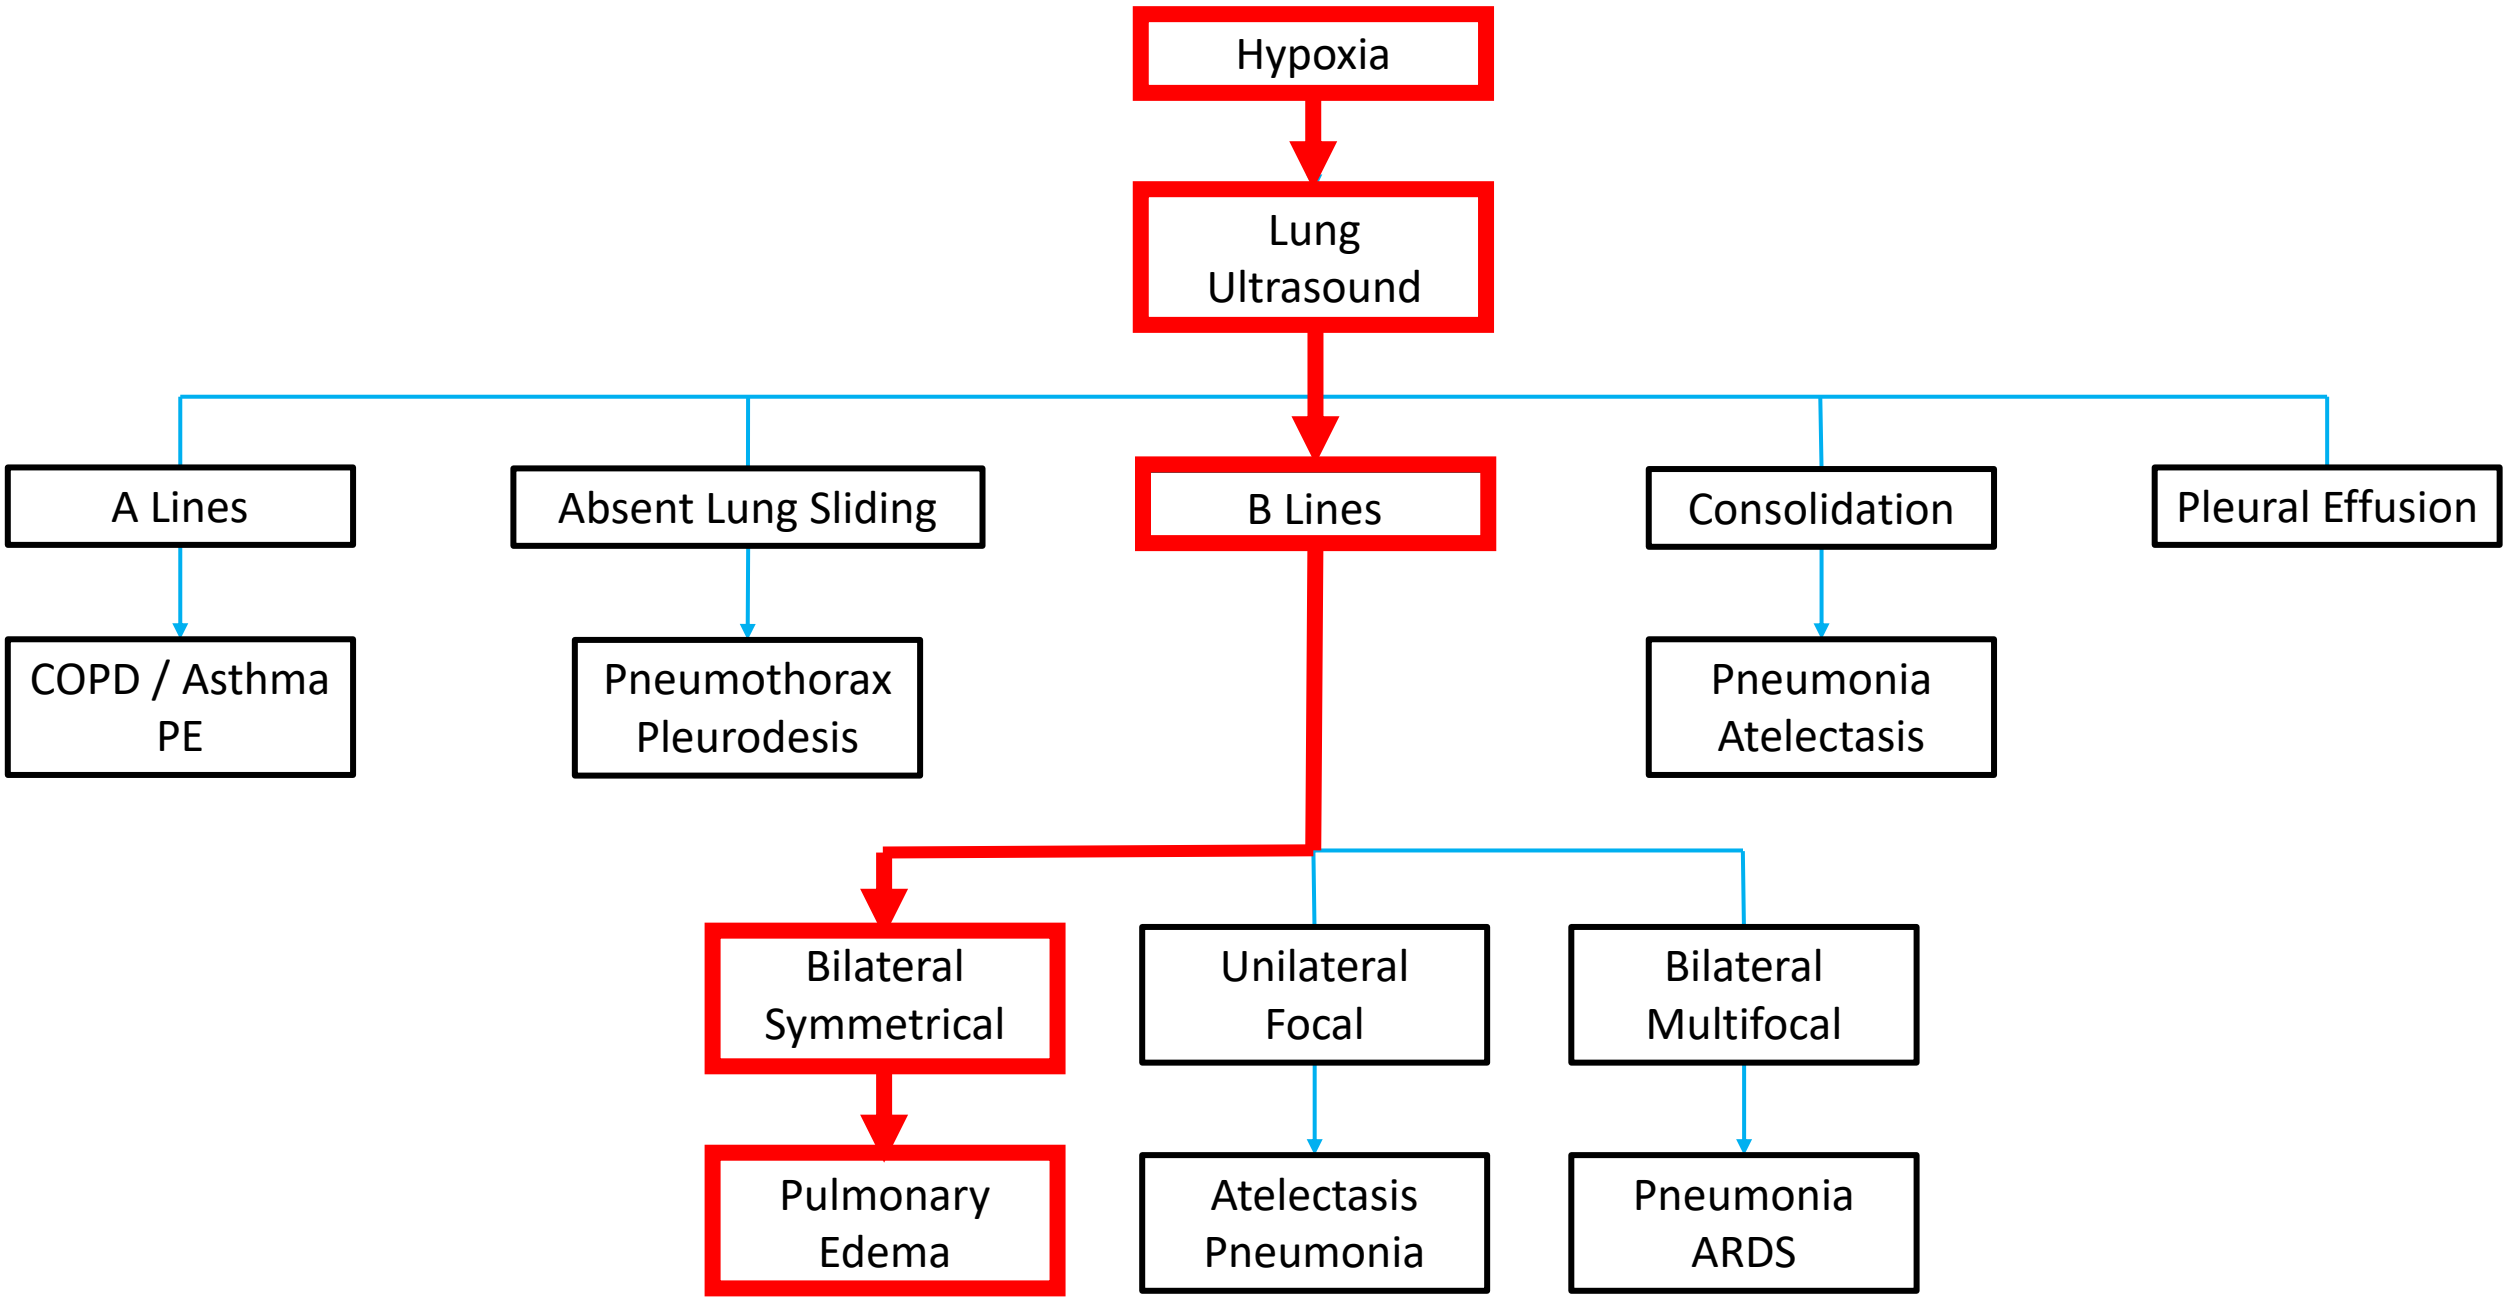 Hypoxia
Lung
Ultrasound
A Lines
Absent Lung Sliding
B Lines
Consolidation
Pleural Effusion
COPD / Asthma
PE
Pneumothorax
Pleurodesis
Pneumonia
Atelectasis
Bilateral
Symmetrical
Unilateral
Focal
Bilateral
Multifocal
Pulmonary
Edema
Atelectasis
Pneumonia
Pneumonia
ARDS